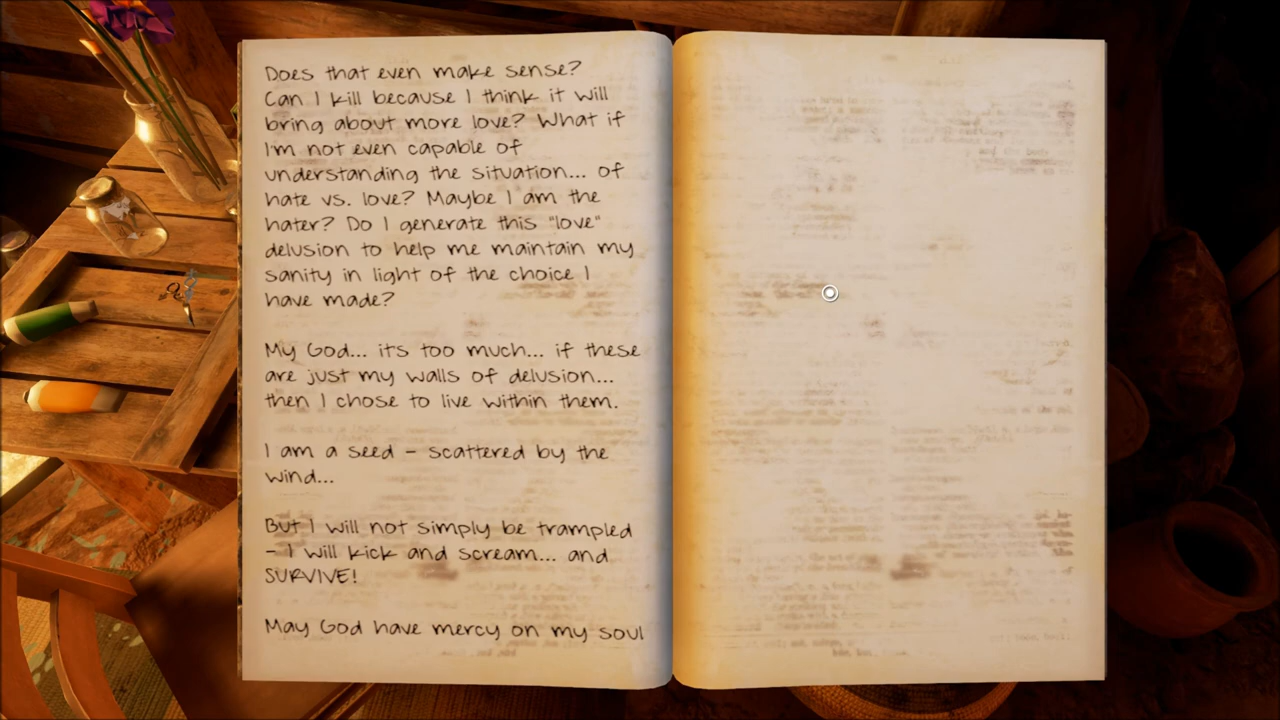 Does that even make sense?
Can I kill because I think it will
bring about more love? What if
I'm not even capable of
understanding the situation... of
hate vs. love? Maybe I am the
hater? Do I generate this "love"
delusion to help me maintain my
sanity in light of the choice I
have made?
My God... its too much... if these
are just my walls of delusion...
then I chose to live within them.
I am a seed - scattered by the
wind...
But I will not simply be trampled
- I will kick and scream... and
SURVIVE!
May God have mercy on my soul